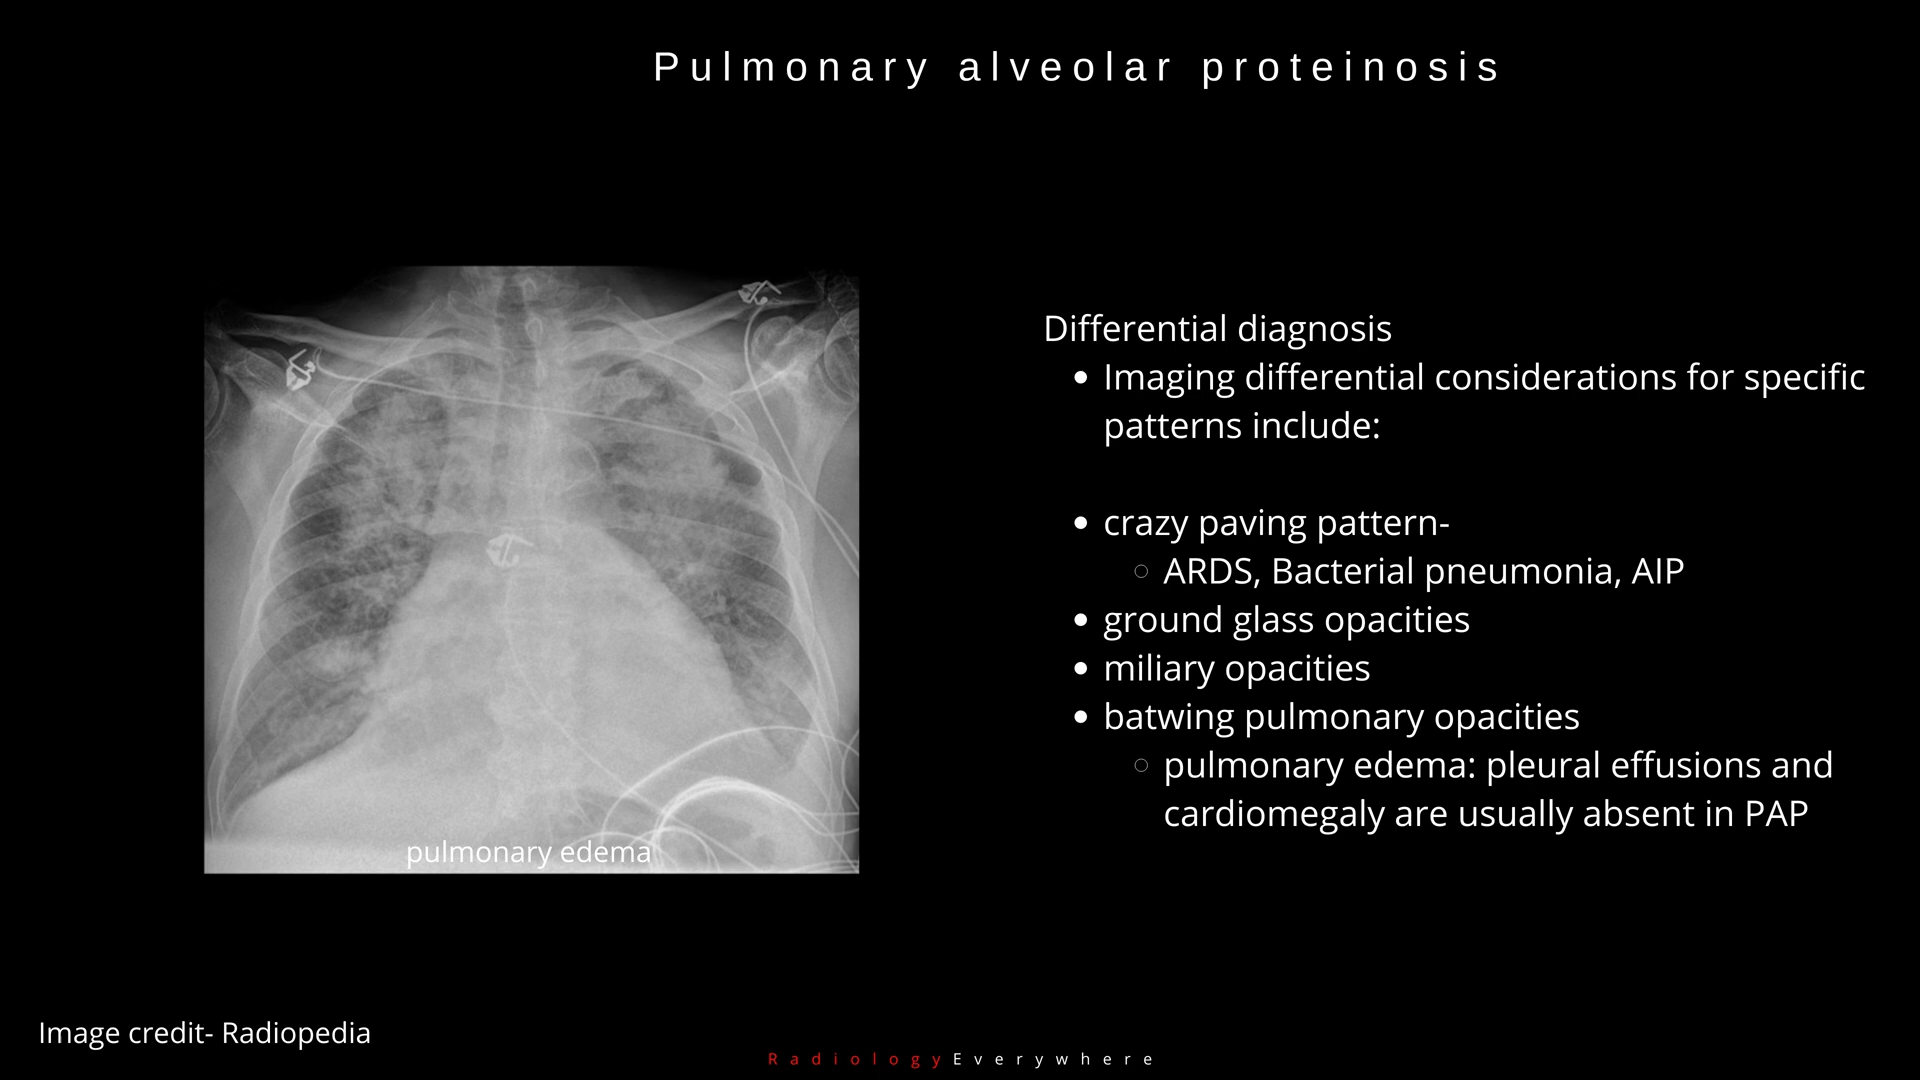 Pulmonary alveolar proteinosis
Differential diagnosis
Imaging differential considerations for specific
patterns include:
crazy paving pattern-
ARDS, Bacterial pneumonia, AIP
ground glass opacities
miliary opacities
batwing pulmonary opacities
pulmonary edema: pleural effusions and
cardiomegaly are usually absent in PAP
pulmonary edema
Image credit- Radiopedia
RadiologyEverywhere